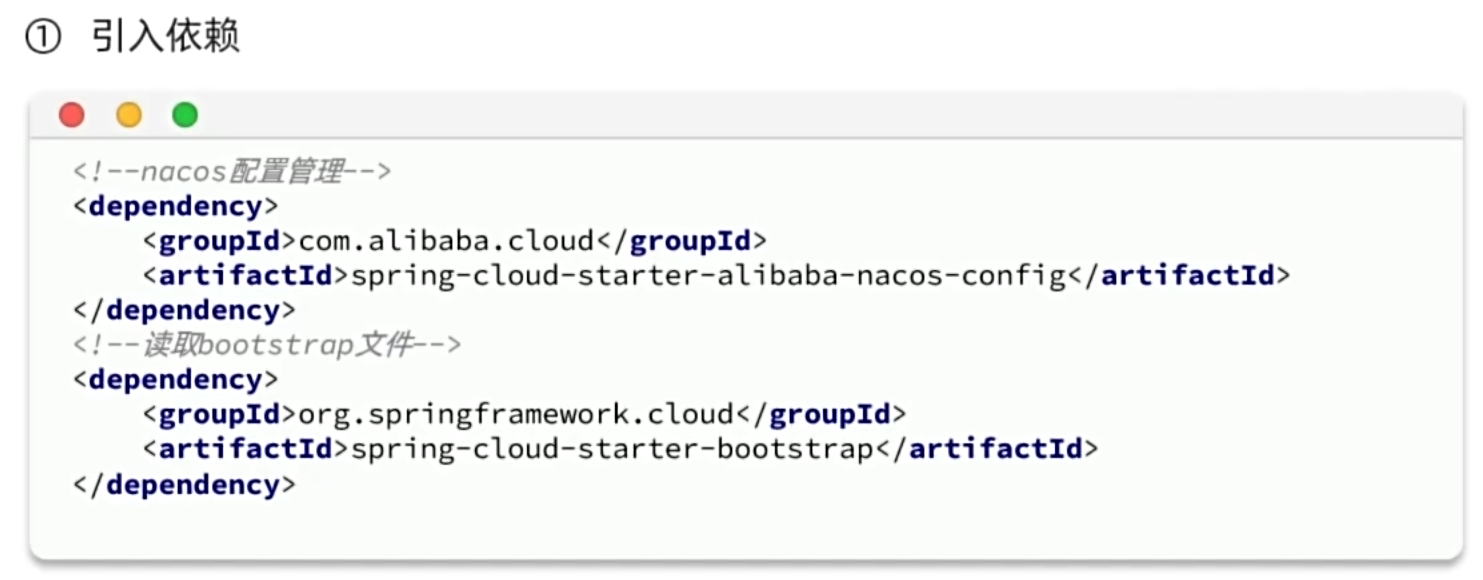 ① 引入依赖
<!--nacos配置管理-->
<dependency>
    <groupId>com.alibaba.cloud</groupId>
    <artifactId>spring-cloud-starter-alibaba-nacos-config</artifactId>
</dependency>
<!--读取bootstrap文件-->
<dependency>
    <groupId>org.springframework.cloud</groupId>
    <artifactId>spring-cloud-starter-bootstrap</artifactId>
</dependency>